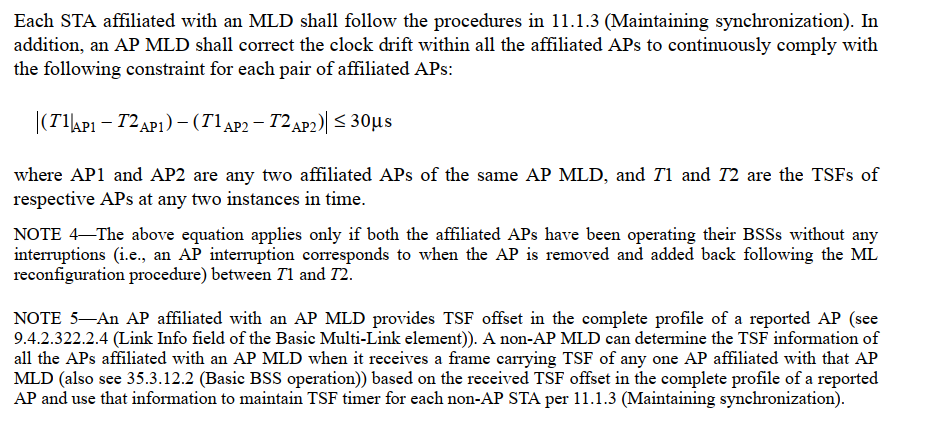 Each STA affiliated with an MLD shall follow the procedures in 11.1.3 (Maintaining synchronization). In
addition, an AP MLD shall correct the clock drift within all the affiliated APs to continuously comply with
the following constraint for each pair of affiliated APs:
|(T1|AP1 – T2AP1) – (T1AP2 – T2AP2)| ≤ 30μs
where AP1 and AP2 are any two affiliated APs of the same AP MLD, and T1 and T2 are the TSFs of
respective APs at any two instances in time.
NOTE 4—The above equation applies only if both the affiliated APs have been operating their BSSs without any
interruptions (i.e., an AP interruption corresponds to when the AP is removed and added back following the ML
reconfiguration procedure) between T1 and T2.
NOTE 5—An AP affiliated with an AP MLD provides TSF offset in the complete profile of a reported AP (see
9.4.2.322.2.4 (Link Info field of the Basic Multi-Link element)). A non-AP MLD can determine the TSF information of
all the APs affiliated with an AP MLD when it receives a frame carrying TSF of any one AP affiliated with that AP
MLD (also see 35.3.12.2 (Basic BSS operation)) based on the received TSF offset in the complete profile of a reported
AP and use that information to maintain TSF timer for each non-AP STA per 11.1.3 (Maintaining synchronization).